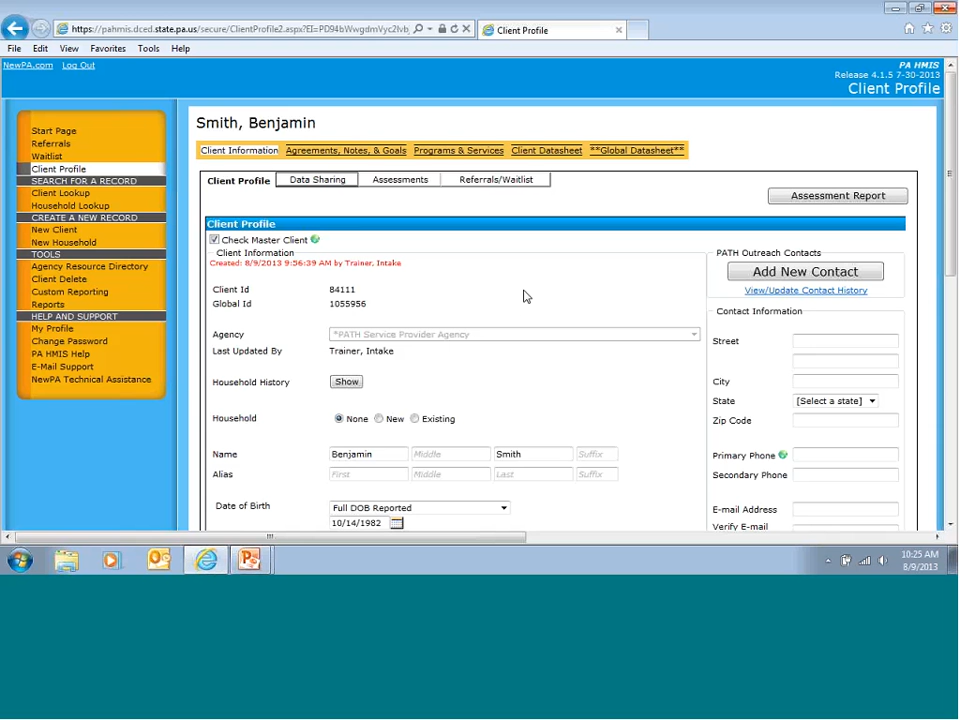 https://pahmis.dced.state.pa.us/secure/ClientProfile2.aspx?EI=PD94bWwgdmVyc2lvb
Client Profile
File Edit View Favorites Tools Help
NewPA.com Log Out
PA HMIS
Release 4.1.5 7-30-2013
Client Profile
Start Page
Referrals
Waitlist
Client Profile
SEARCH FOR A RECORD
Client Lookup
Household Lookup
CREATE A NEW RECORD
New Client
New Household
TOOLS
Agency Resource Directory
Client Delete
Custom Reporting
Reports
HELP AND SUPPORT
My Profile
Change Password
PA HMIS Help
E-Mail Support
NewPA Technical Assistance
Smith, Benjamin
Client Information Agreements, Notes, & Goals Programs & Services Client Datasheet **Global Datasheet**
Client Profile Data Sharing Assessments Referrals/Waitlist
Assessment Report
Client Profile
Check Master Client
Client Information
Created: 8/9/2013 9:56:39 AM by Trainer, Intake
Client Id 84111
Global Id 1055956
Agency *PATH Service Provider Agency
Last Updated By Trainer, Intake
Household History Show
Household None New Existing
Name Benjamin Middle Smith Suffix
Alias First Middle Last Suffix
Date of Birth Full DOB Reported
10/14/1982
PATH Outreach Contacts
Add New Contact
View/Update Contact History
Contact Information
Street
City
State [Select a state]
Zip Code
Primary Phone
Secondary Phone
E-mail Address
Verify E-mail
10:25 AM
8/9/2013